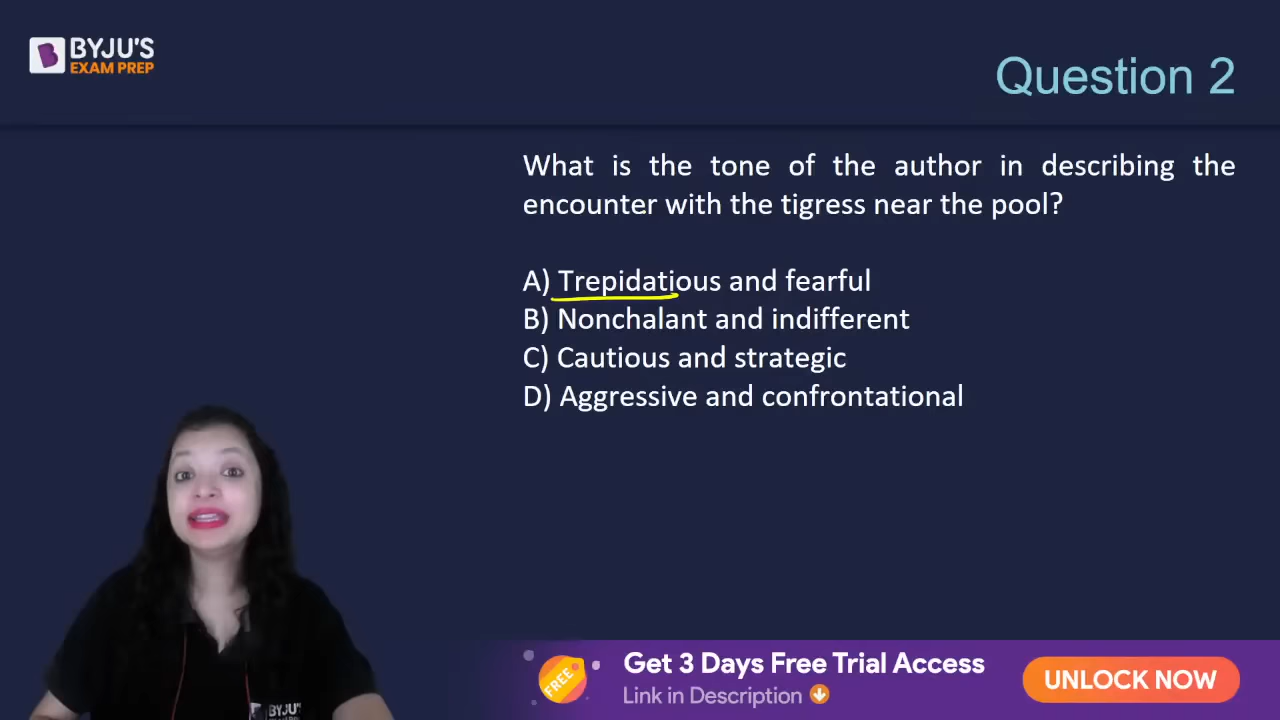 BYJU'S
EXAM PREP
Question 2
What is the tone of the author in describing the
encounter with the tigress near the pool?
A) Trepidatious and fearful
B) Nonchalant and indifferent
C) Cautious and strategic
D) Aggressive and confrontational
BYJU'S
FREE
Get 3 Days Free Trial Access
Link in Description
UNLOCK NOW